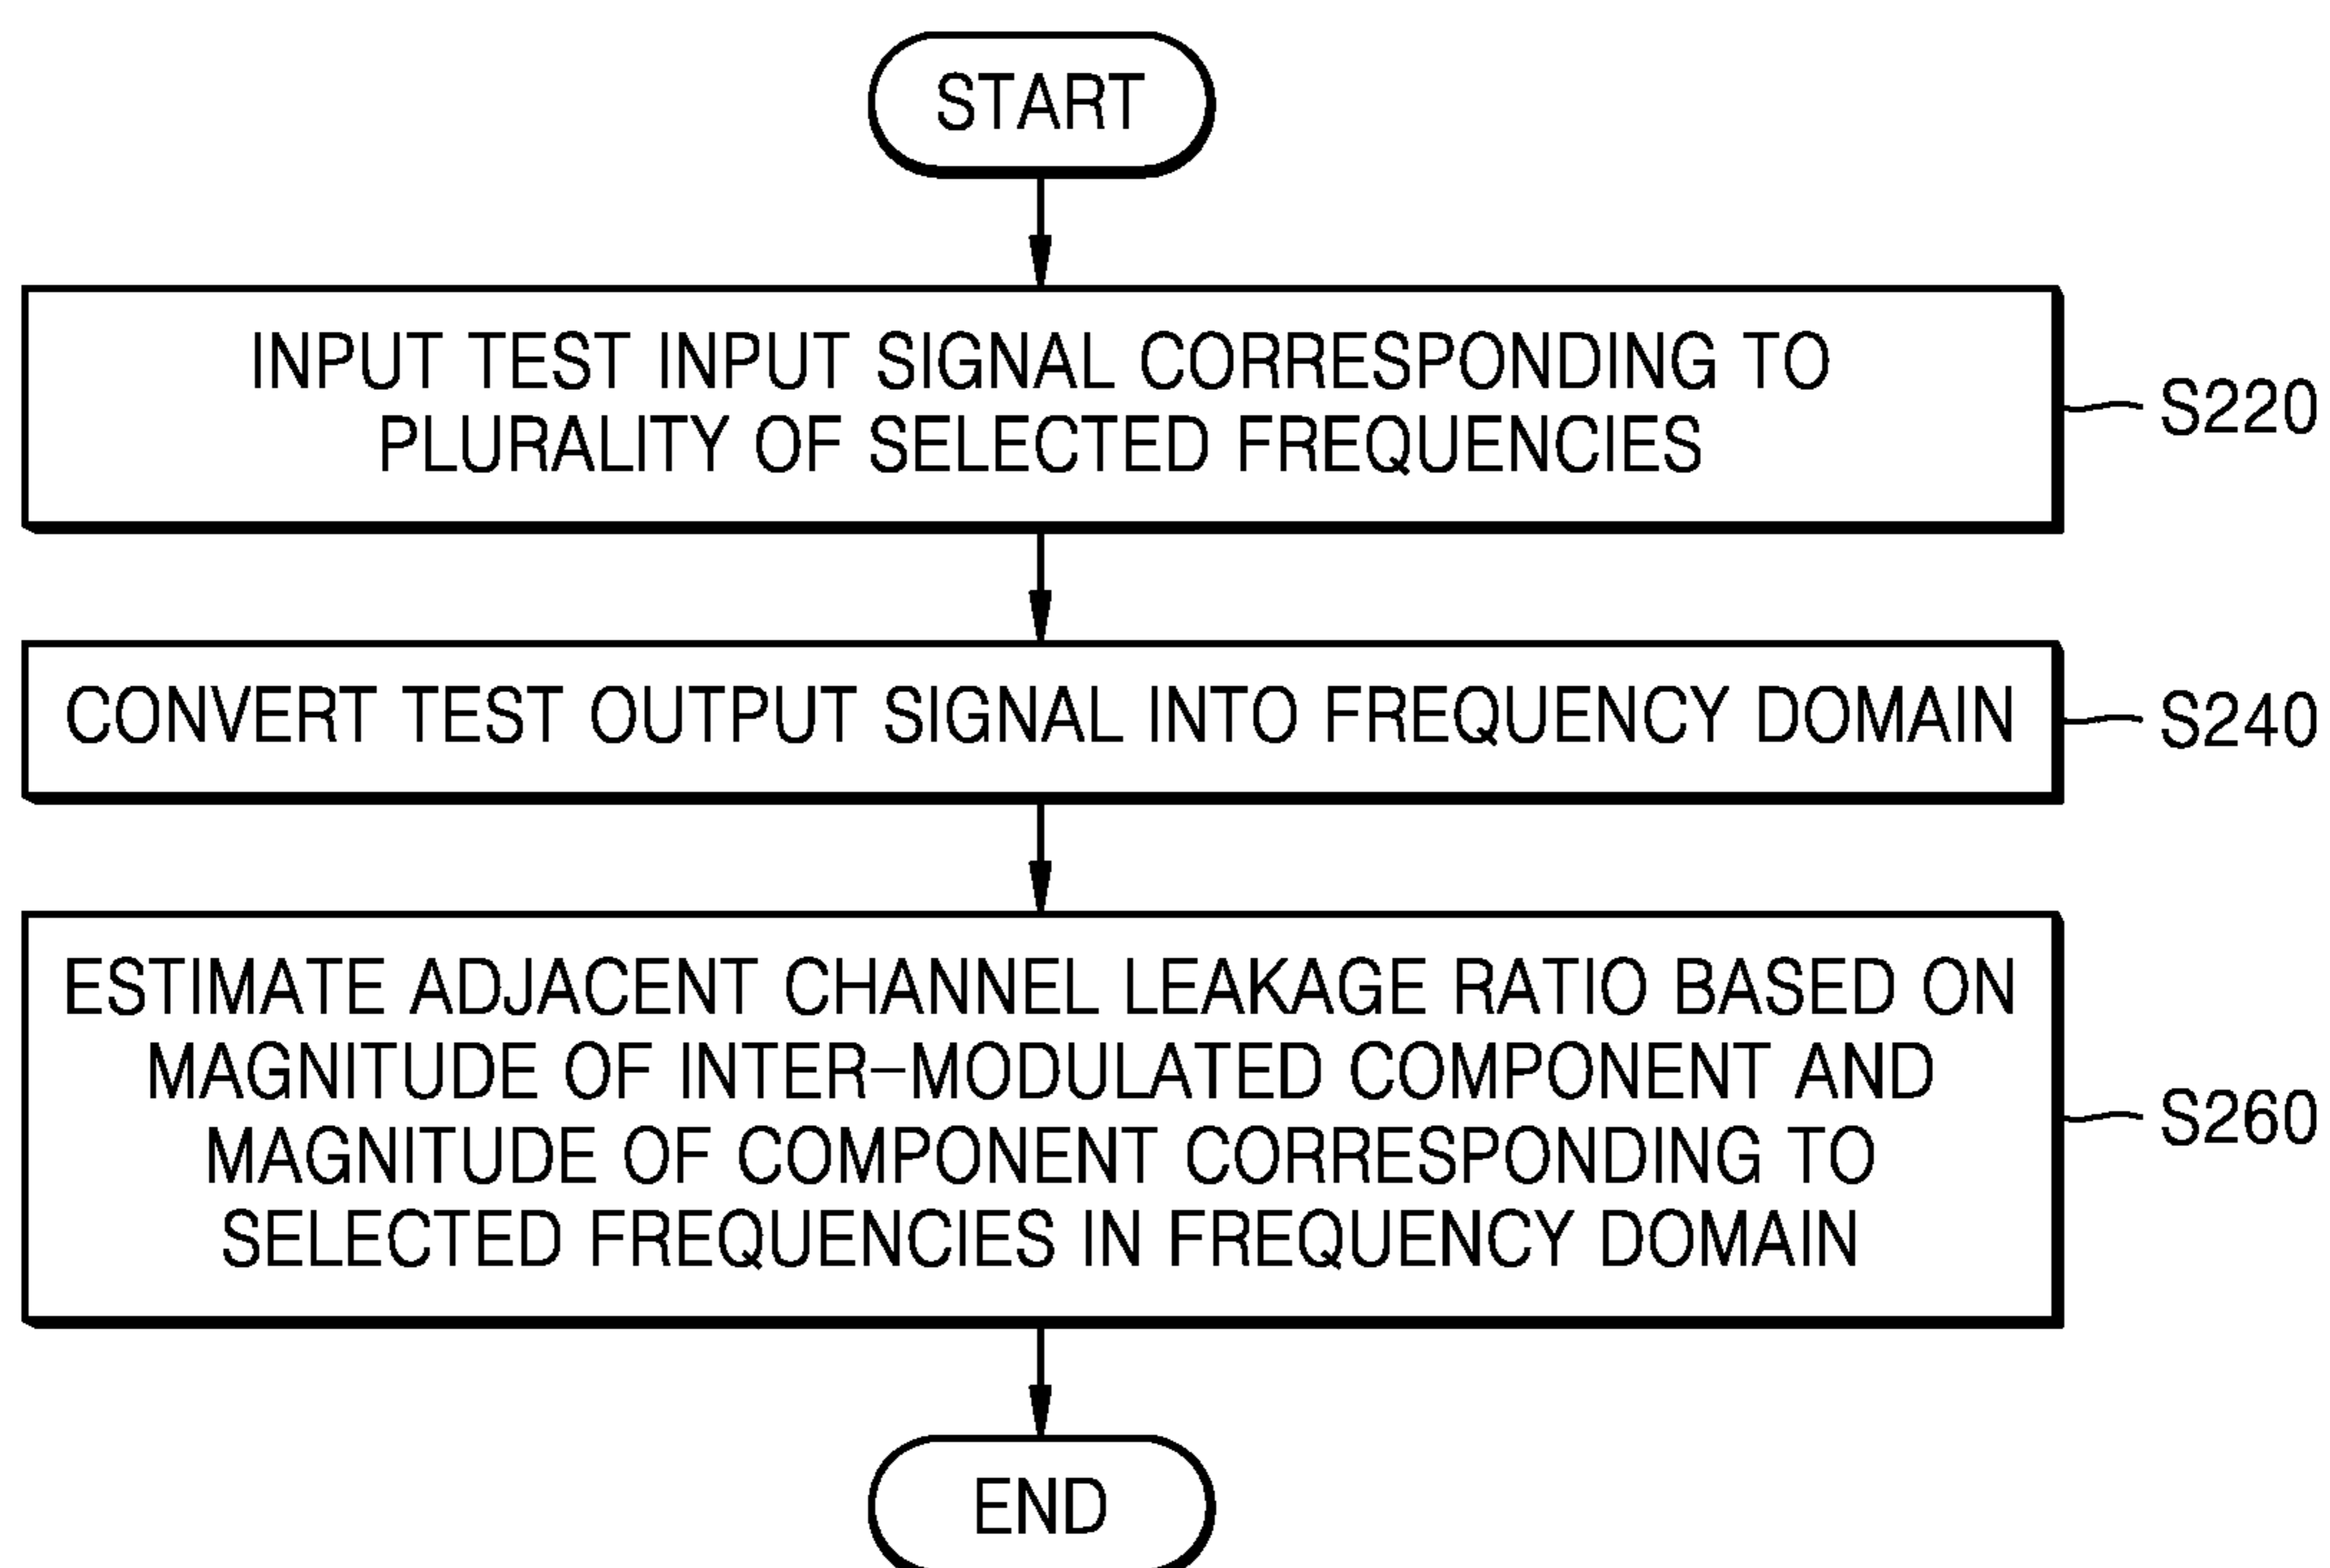 START
INPUT TEST INPUT SIGNAL CORRESPONDING TO
PLURALITY OF SELECTED FREQUENCIES
S220
CONVERT TEST OUTPUT SIGNAL INTO FREQUENCY DOMAIN
S240
ESTIMATE ADJACENT CHANNEL LEAKAGE RATIO BASED ON
MAGNITUDE OF INTER-MODULATED COMPONENT AND
MAGNITUDE OF COMPONENT CORRESPONDING TO
SELECTED FREQUENCIES IN FREQUENCY DOMAIN
S260
END